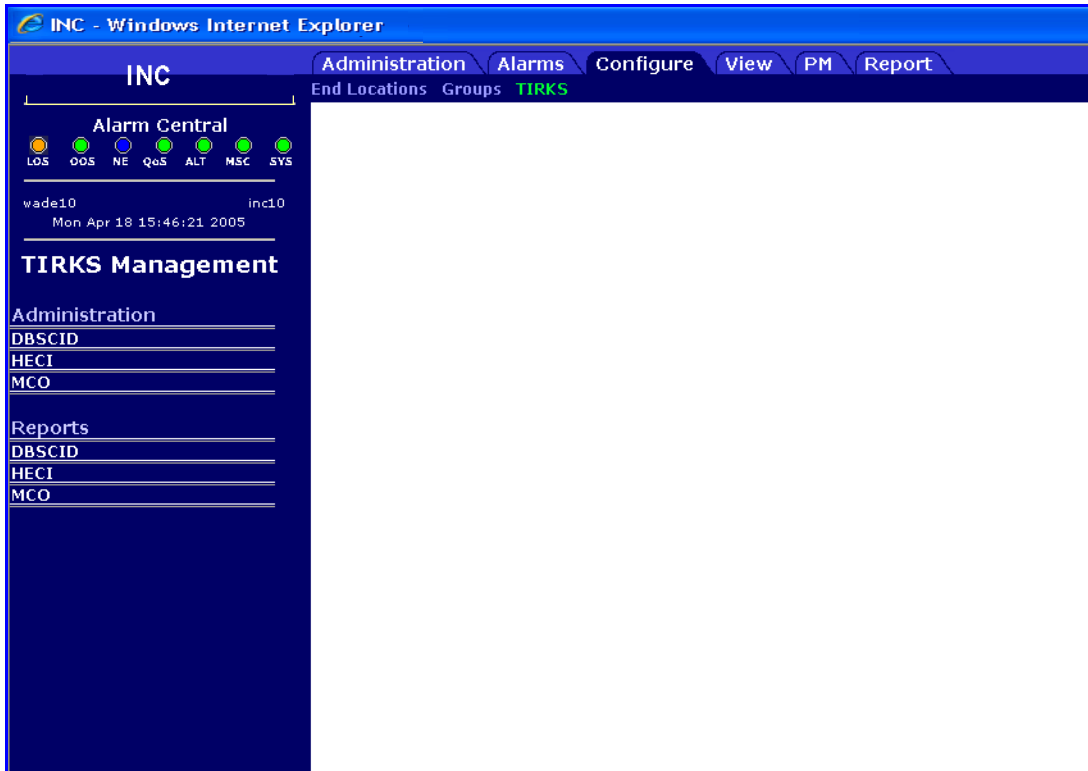 INC - Windows Internet Explorer
INC
Administration Alarms Configure View PM Report
End Locations Groups TIRKS
Alarm Central
LOS OOS NE QoS ALT MSC SYS
wade10 inc10
Mon Apr 18 15:46:21 2005
TIRKS Management
Administration
DBSCID
HECI
MCO
Reports
DBSCID
HECI
MCO